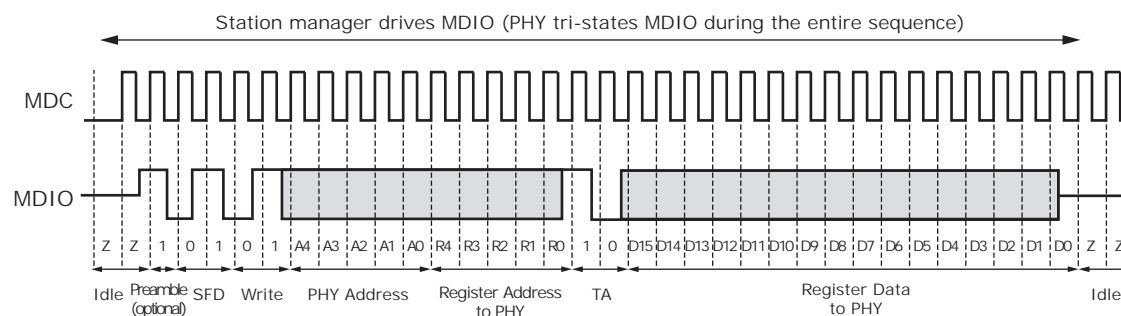 Station manager drives MDIO (PHY tri-states MDIO during the entire sequence)
MDC
MDIO
Z Z 1 0 1 0 1 A4 A3 A2 A1 A0 R4 R3 R2 R1 R0 1 0 D15 D14 D13 D12 D11 D10 D9 D8 D7 D6 D5 D4 D3 D2 D1 D0 Z Z
Idle Preamble SFD Write PHY Address Register Address TA Register Data Idle
(optional) to PHY to PHY